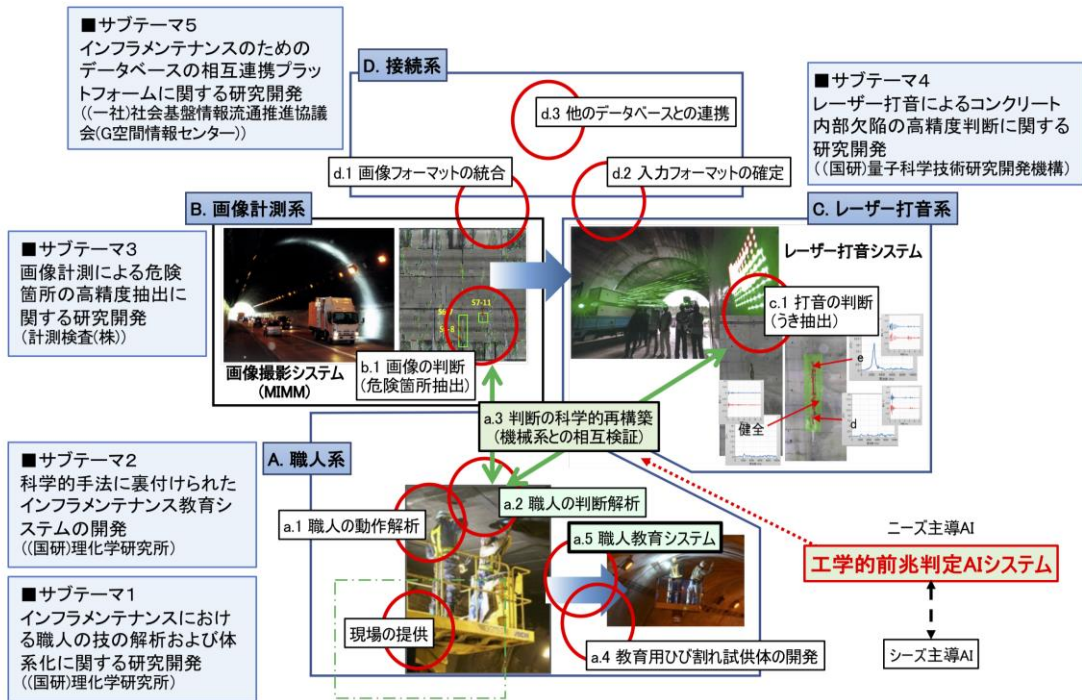 ■サブテーマ5
インフラメンテナンスのための
データベースの相互連携プラッ
トフォームに関する研究開発
((一社)社会基盤情報流通推進協議
会(G空間情報センター))
D. 接続系
d.3 他のデータベースとの連携
d.1 画像フォーマットの統合
d.2 入力フォーマットの確定
■サブテーマ4
レーザー打音によるコンクリート
内部欠陥の高精度判断に関する
研究開発
((国研)量子科学技術研究開発機構)
B. 画像計測系
C. レーザー打音系
■サブテーマ3
画像計測による危険
箇所の高精度抽出に
関する研究開発
(計測検査(株))
S7-11
b.1 画像の判断
(危険箇所抽出)
画像撮影システム
(MIMM)
レーザー打音システム
c.1 打音の判断
(うき抽出)
e
d
健全
a.3 判断の科学的再構築
(機械系との相互検証)
■サブテーマ2
科学的手法に裏付けられた
インフラメンテナンス教育シ
ステムの開発
((国研)理化学研究所)
A. 職人系
a.2 職人の判断解析
a.1 職人の動作解析
a.5 職人教育システム
現場の提供
a.4 教育用ひび割れ試供体の開発
■サブテーマ1
インフラメンテナンスにおけ
る職人の技の解析および体
系化に関する研究開発
((国研)理化学研究所)
ニーズ主導AI
工学的前兆判定AIシステム
シーズ主導AI